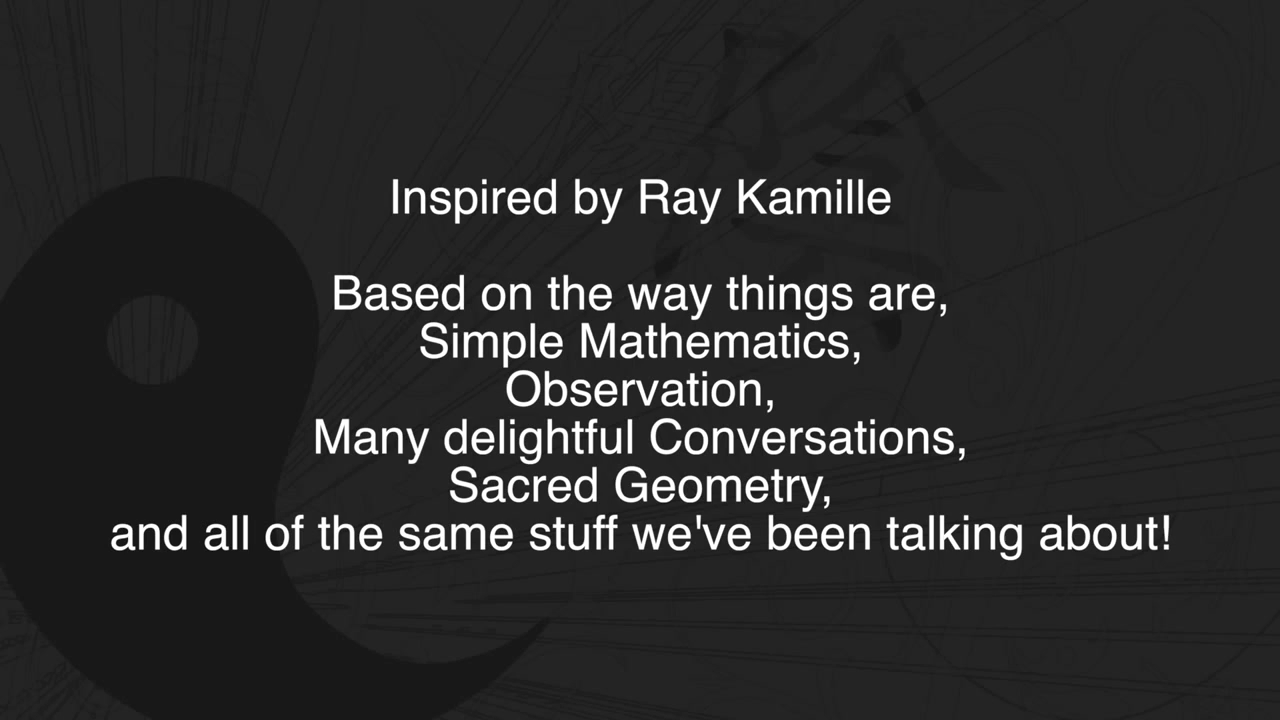 陰
Inspired by Ray Kamille
Based on the way things are,
Simple Mathematics,
Observation,
Many delightful Conversations,
Sacred Geometry,
and all of the same stuff we've been talking about!